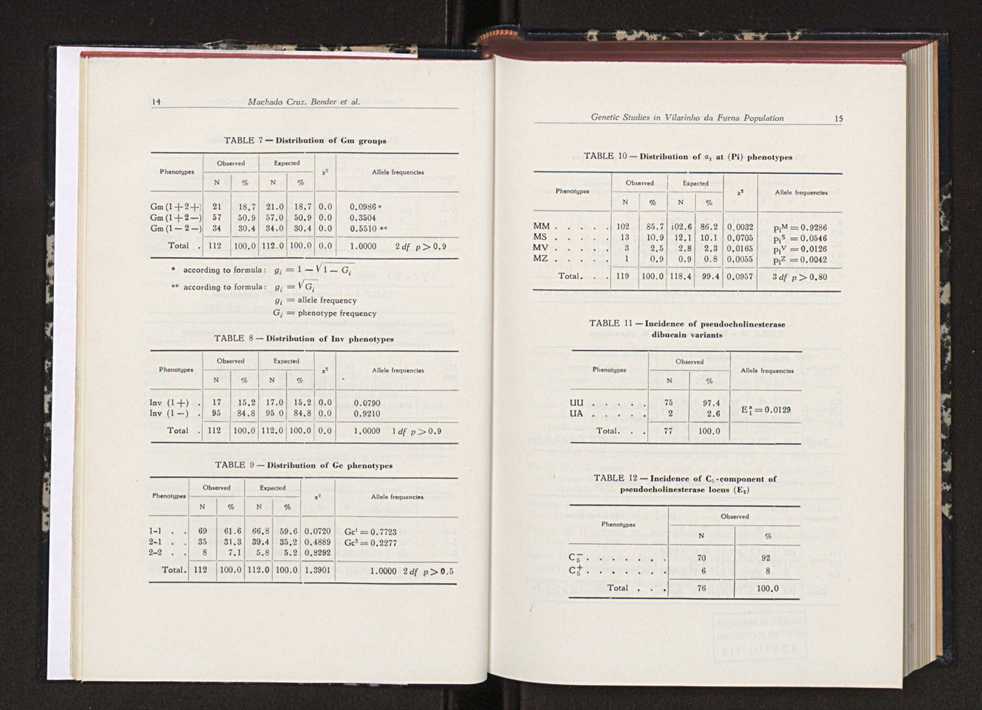 14 Machado Cruz, Bender et al.
TABLE 7 — Distribution of Gm groups
Phenotypes Observed Expected χ² Allele frequencies
N % N %
Gm (1+2+) 21 18.7 21.0 18.7 0.0 0.0986 *
Gm (1+2—) 57 50.9 57.0 50.9 0.0 0.3504
Gm (1—2—) 34 30.4 34.0 30.4 0.0 0.5510 **
Total . 112 100.0 112.0 100.0 0.0 1.0000 2 df p > 0.9
* according to formula: gᵢ = 1 — √1 — Gᵢ
** according to formula: gᵢ = √Gᵢ
gᵢ = allele frequency
Gᵢ = phenotype frequency
TABLE 8 — Distribution of Inv phenotypes
Phenotypes Observed Expected χ² Allele frequencies
N % N %
Inv (1+) . 17 15.2 17.0 15.2 0.0 0.0790
Inv (1—) . 95 84.8 95 0 84.8 0.0 0.9210
Total . 112 100.0 112.0 100.0 0.0 1.0000 1 df p > 0.9
TABLE 9 — Distribution of Gc phenotypes
Phenotypes Observed Expected χ² Allele frequencies
N % N %
1-1 . . 69 61.6 66.8 59.6 0.0720 Gc¹ = 0.7723
2-1 . . 35 31.3 39.4 35.2 0.4889 Gc² = 0.2277
2-2 . . 8 7.1 5.8 5.2 0.8292
Total. 112 100.0 112.0 100.0 1.3901 1.0000 2 df p > 0.5
Genetic Studies in Vilarinho da Furna Population 15
TABLE 10 — Distribution of α₁ at (Pi) phenotypes
Phenotypes Observed Expected χ² Allele frequencies
N % N %
MM . . . . . 102 85.7 102.6 86.2 0.0032 pᵢᴹ = 0.9286
MS . . . . . 13 10.9 12.1 10.1 0.0705 pᵢˢ = 0.0546
MV . . . . . 3 2.5 2.8 2.3 0.0165 pᵢⱽ = 0.0126
MZ . . . . . 1 0.9 0.9 0.8 0.0055 pᵢᶻ = 0.0042
Total. . . 119 100.0 118.4 99.4 0.0957 3 df p > 0.80
TABLE 11 — Incidence of pseudocholinesterase
dibucain variants
Phenotypes Observed Allele frequencies
N %
UU . . . . . 75 97.4
UA . . . . . 2 2.6 E₁ᵃ = 0.0129
Total. . . 77 100.0
TABLE 12 — Incidence of C₅-component of
pseudocholinesterase locus (E₂)
Phenotypes Observed
N %
C₅⁻ . . . . . . . 70 92
C₅⁺ . . . . . . . 6 8
Total . . . 76 100.0